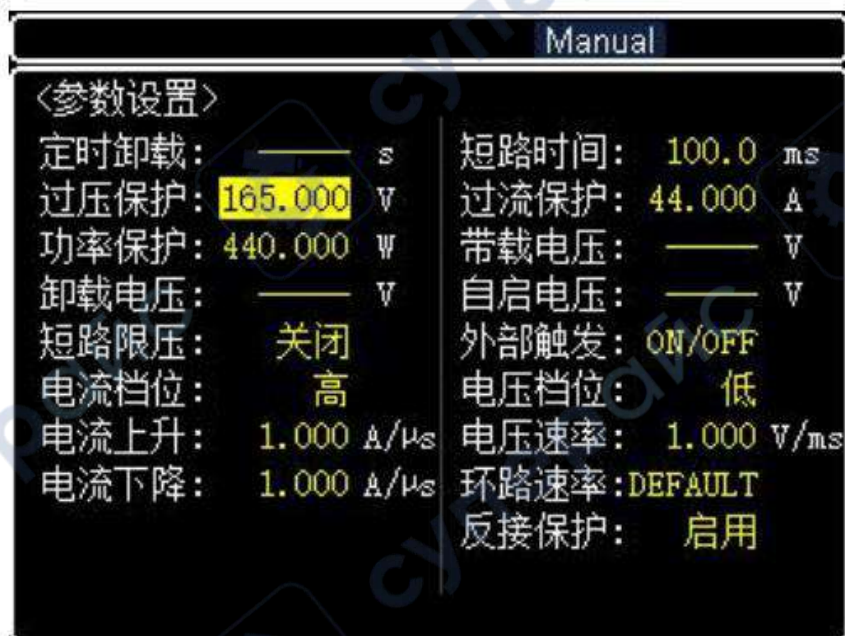 Manual
<参数设置>
定时卸载: —— s
过压保护: 165.000 V
功率保护: 440.000 W
卸载电压: —— V
短路限压: 关闭
电流档位: 高
电流上升: 1.000 A/μs
电流下降: 1.000 A/μs
短路时间: 100.0 ms
过流保护: 44.000 A
带载电压: —— V
自启电压: —— V
外部触发: ON/OFF
电压档位: 低
电压速率: 1.000 V/ms
环路速率:DEFAULT
反接保护: 启用